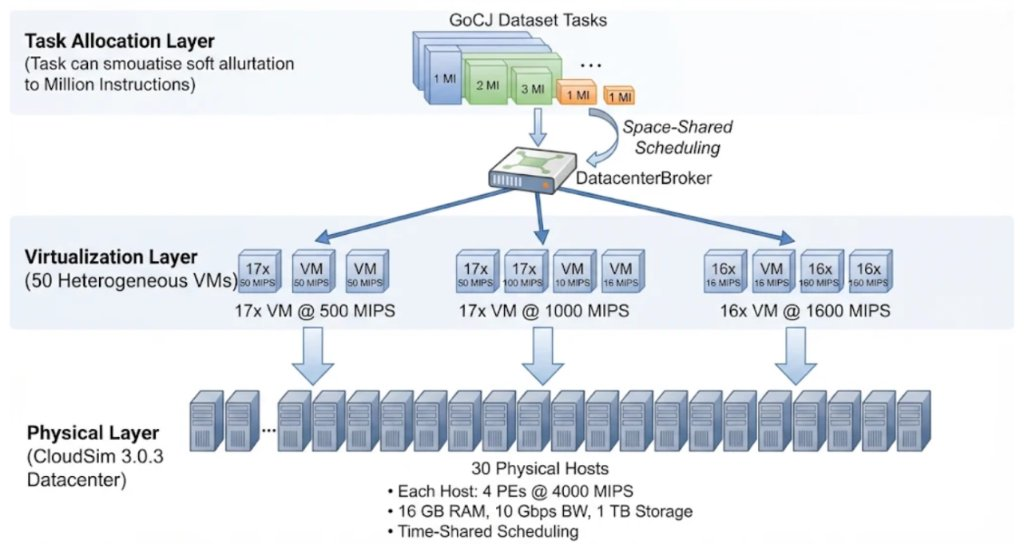 GoCJ Dataset Tasks
Task Allocation Layer
(Task can smouatise soft allurtation
to Million Instructions)
1 MI
2 MI
3 MI
...
1 MI
1 MI
Space-Shared
Scheduling
DatacenterBroker
Virtualization Layer
(50 Heterogeneous VMs)
17x
50 MIPS
VM
50 MIPS
VM
50 MIPS
17x VM @ 500 MIPS
17x
50 MIPS
17x
100 MIPS
VM
10 MIPS
VM
16 MIPS
17x VM @ 1000 MIPS
16x
16 MIPS
VM
16 MIPS
16x
160 MIPS
16x
160 MIPS
16x VM @ 1600 MIPS
Physical Layer
(CloudSim 3.0.3
Datacenter)
...
30 Physical Hosts
• Each Host: 4 PEs @ 4000 MIPS
• 16 GB RAM, 10 Gbps BW, 1 TB Storage
• Time-Shared Scheduling